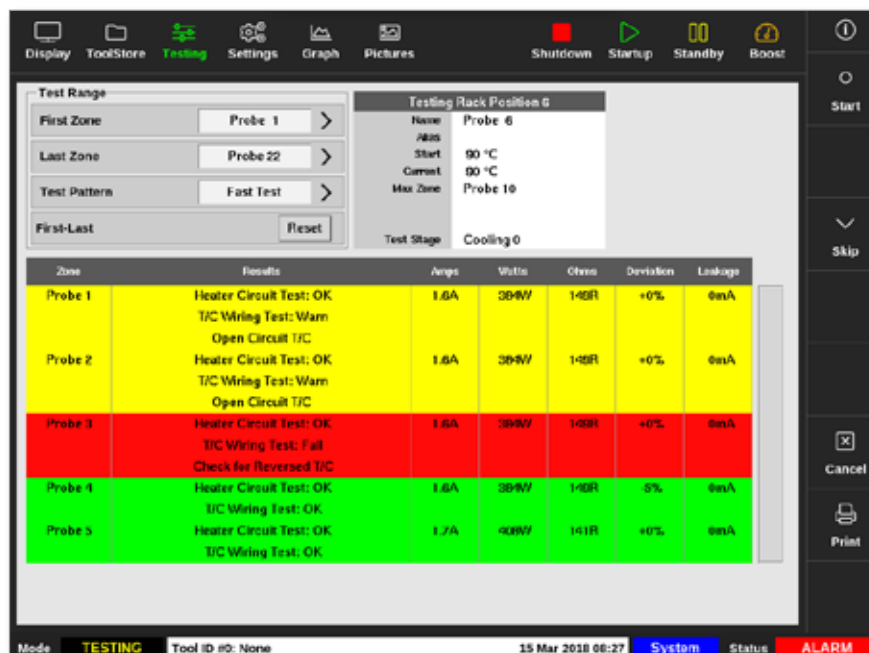 Display ToolStore Testing Settings Graph Pictures Shutdown Startup Standby Boost
Test Range
First Zone Probe 1
Last Zone Probe 22
Test Pattern Fast Test
First-Last Reset
Testing Rack Position 6
Name Probe 6
Alias
Start 90 °C
Current 90 °C
Max Zone Probe 10
Test Stage Cooling 0
Start
Skip
Cancel
Print
Zone Results Amps Watts Ohms Deviation Leakage
Probe 1 Heater Circuit Test: OK 1.6A 384W 149R +0% 0mA
T/C Wiring Test: Warn
Open Circuit T/C
Probe 2 Heater Circuit Test: OK 1.6A 384W 149R +0% 0mA
T/C Wiring Test: Warn
Open Circuit T/C
Probe 3 Heater Circuit Test: OK 1.6A 384W 149R +0% 0mA
T/C Wiring Test: Fail
Check for Reversed T/C
Probe 4 Heater Circuit Test: OK 1.6A 384W 149R -5% 0mA
T/C Wiring Test: OK
Probe 5 Heater Circuit Test: OK 1.7A 408W 141R +0% 0mA
T/C Wiring Test: OK
Mode TESTING Tool ID #0: None 15 Mar 2018 08:27 System Status ALARM